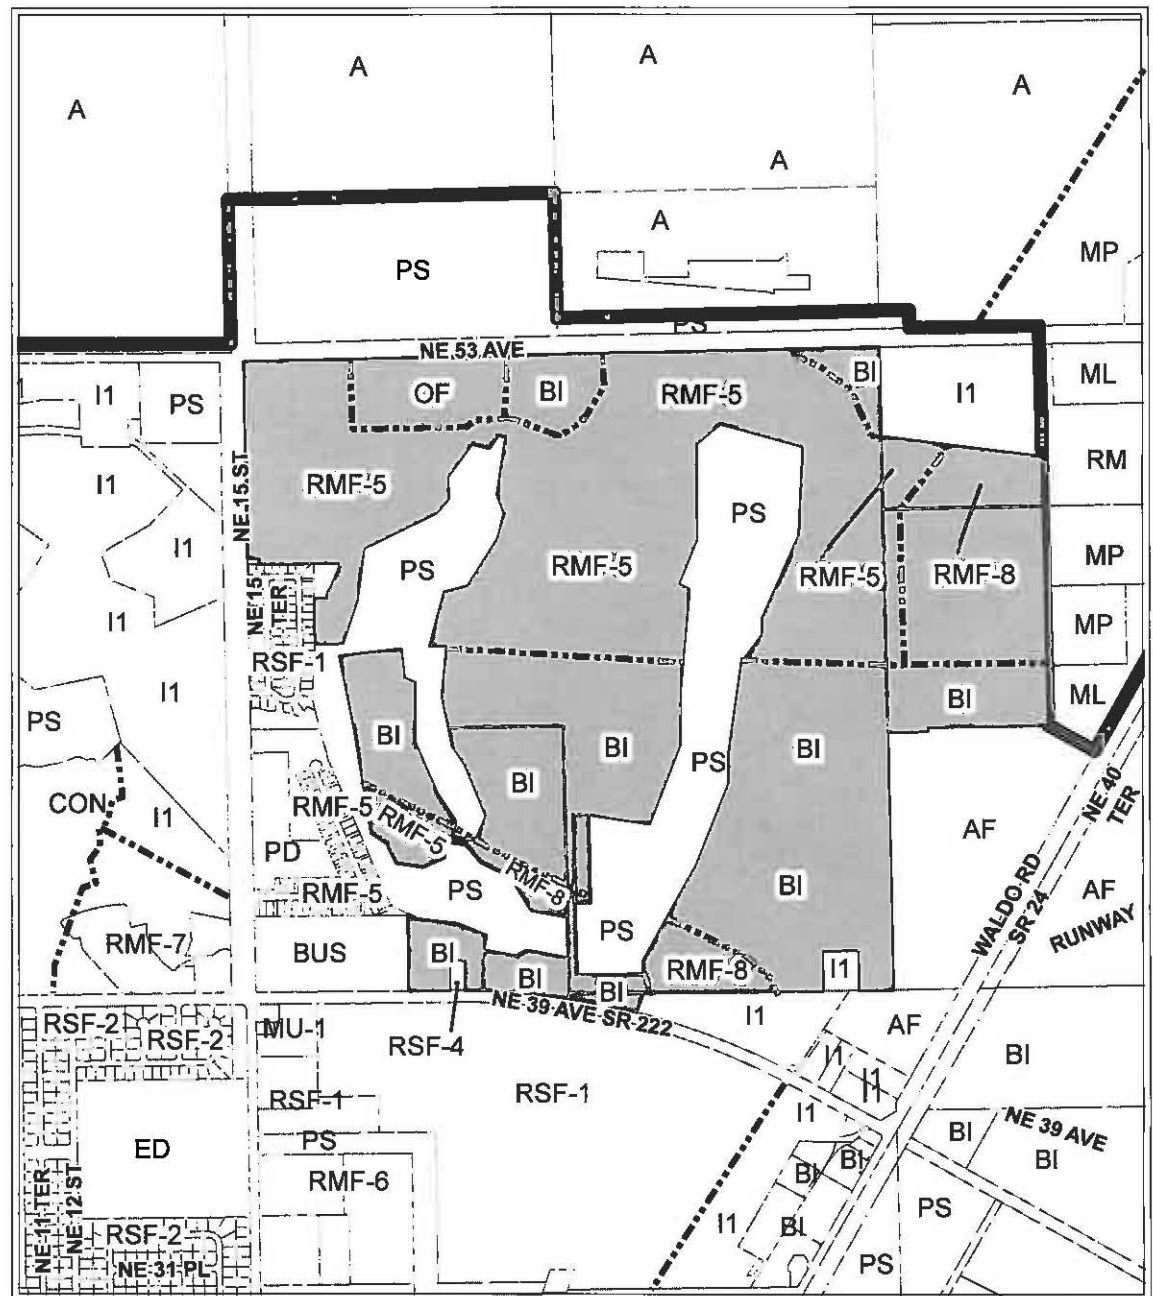 A
A
A
A
A
A
MP
PS
PS
NE 53 AVE
I1
PS
OF
BI
RMF-5
BI
I1
ML
RM
RMF-5
NE 15 ST
I1
PS
PS
I1
RMF-5
RMF-5
RMF-8
MP
NE 15 TER
I1
MP
RSF-1
I1
PS
BI
ML
BI
BI
BI
PS
BI
CON
I1
RMF-5
RMF-5
NE 40 TER
AF
PD
RMF-8
BI
AF
RMF-5
PS
WALDO RD
SR 24
RUNWAY
RMF-7
BUS
BI
PS
BI
RMF-8
I1
BI
NE 39 AVE SR 222
RSF-2
RSF-2
MU-1
RSF-4
I1
AF
I1
I1
BI
RSF-1
RSF-1
I1
NE 39 AVE
PS
BI
BI
ED
BI
BI
RMF-6
NE 11 TER
NE 12 ST
I1
BI
PS
RSF-2
NE 31 PL
PS